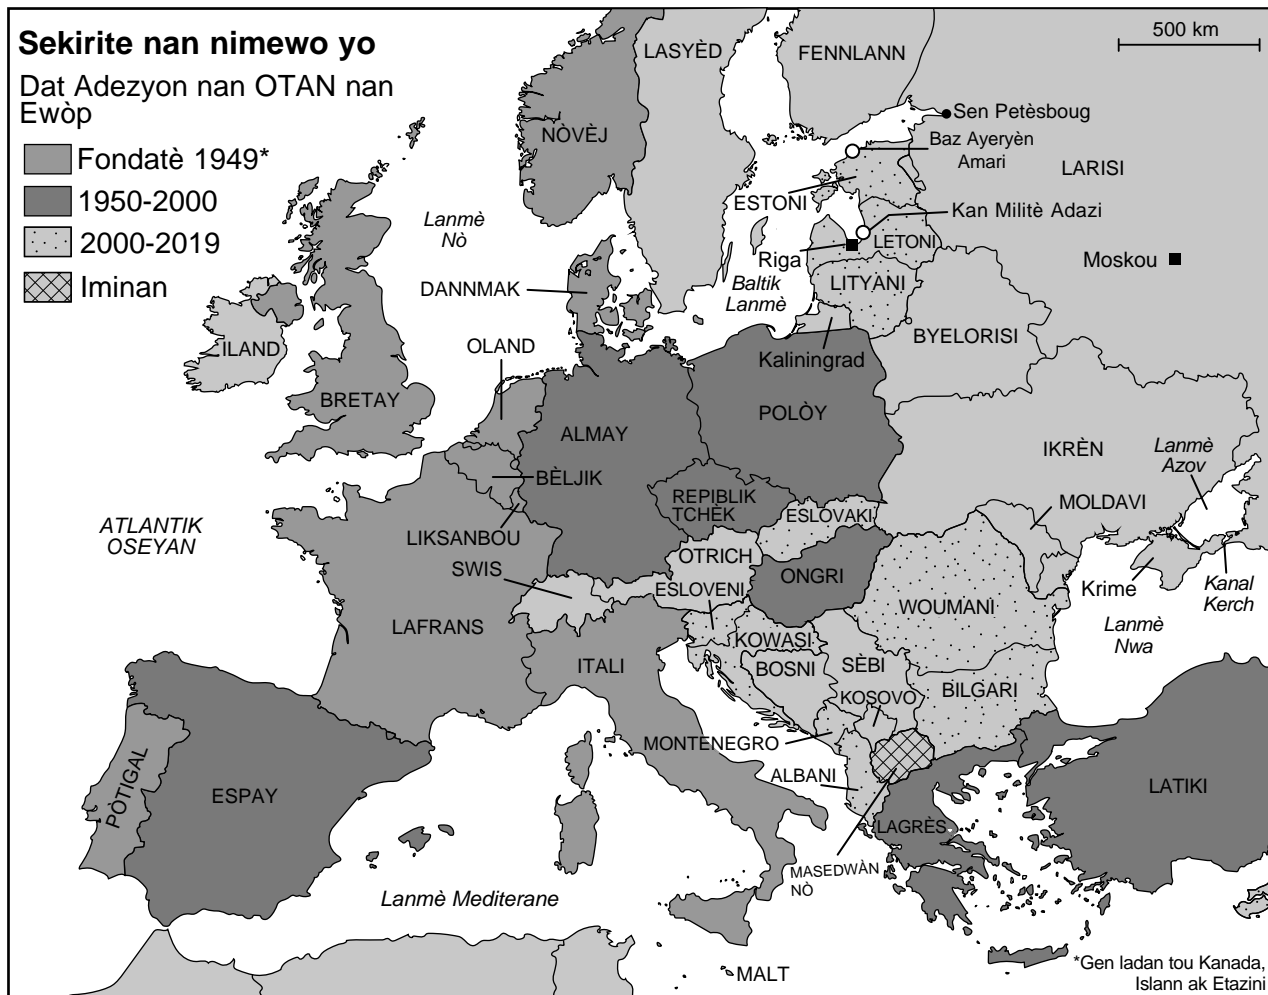 Sekirite nan nimewo yo
Dat Adezyon nan OTAN nan
Ewòp
Fondatè 1949*
1950-2000
2000-2019
Iminan
500 km
LASYÈD
FENNLANN
NÒVÈJ
Sen Petèsboug
Baz Ayeryèn
Amari
LARISI
ESTONI
Kan Militè Adazi
Lanmè
Nò
LETONI
Riga
Moskou
Baltik
Lanmè
LITYANI
DANNMAK
BYELORISI
OLAND
ILAND
Kaliningrad
BRETAY
POLÒY
ALMAY
IKRÈN
Lanmè
Azov
BÈLJIK
REPIBLIK
TCHÈK
MOLDAVI
ESLOVAKI
ATLANTIK
OSEYAN
LIKSANBOU
OTRICH
SWIS
ONGRI
ESLOVENI
Krime
Kanal
Kerch
WOUMANI
LAFRANS
Lanmè
Nwa
KOWASI
ITALI
BOSNI
SÈBI
BILGARI
KOSOVO
MONTENEGRO
ALBANI
PÒTIGAL
ESPAY
LATIKI
LAGRÈS
MASEDWÀN
NÒ
Lanmè Mediterane
MALT
*Gen ladan tou Kanada,
Islann ak Etazini